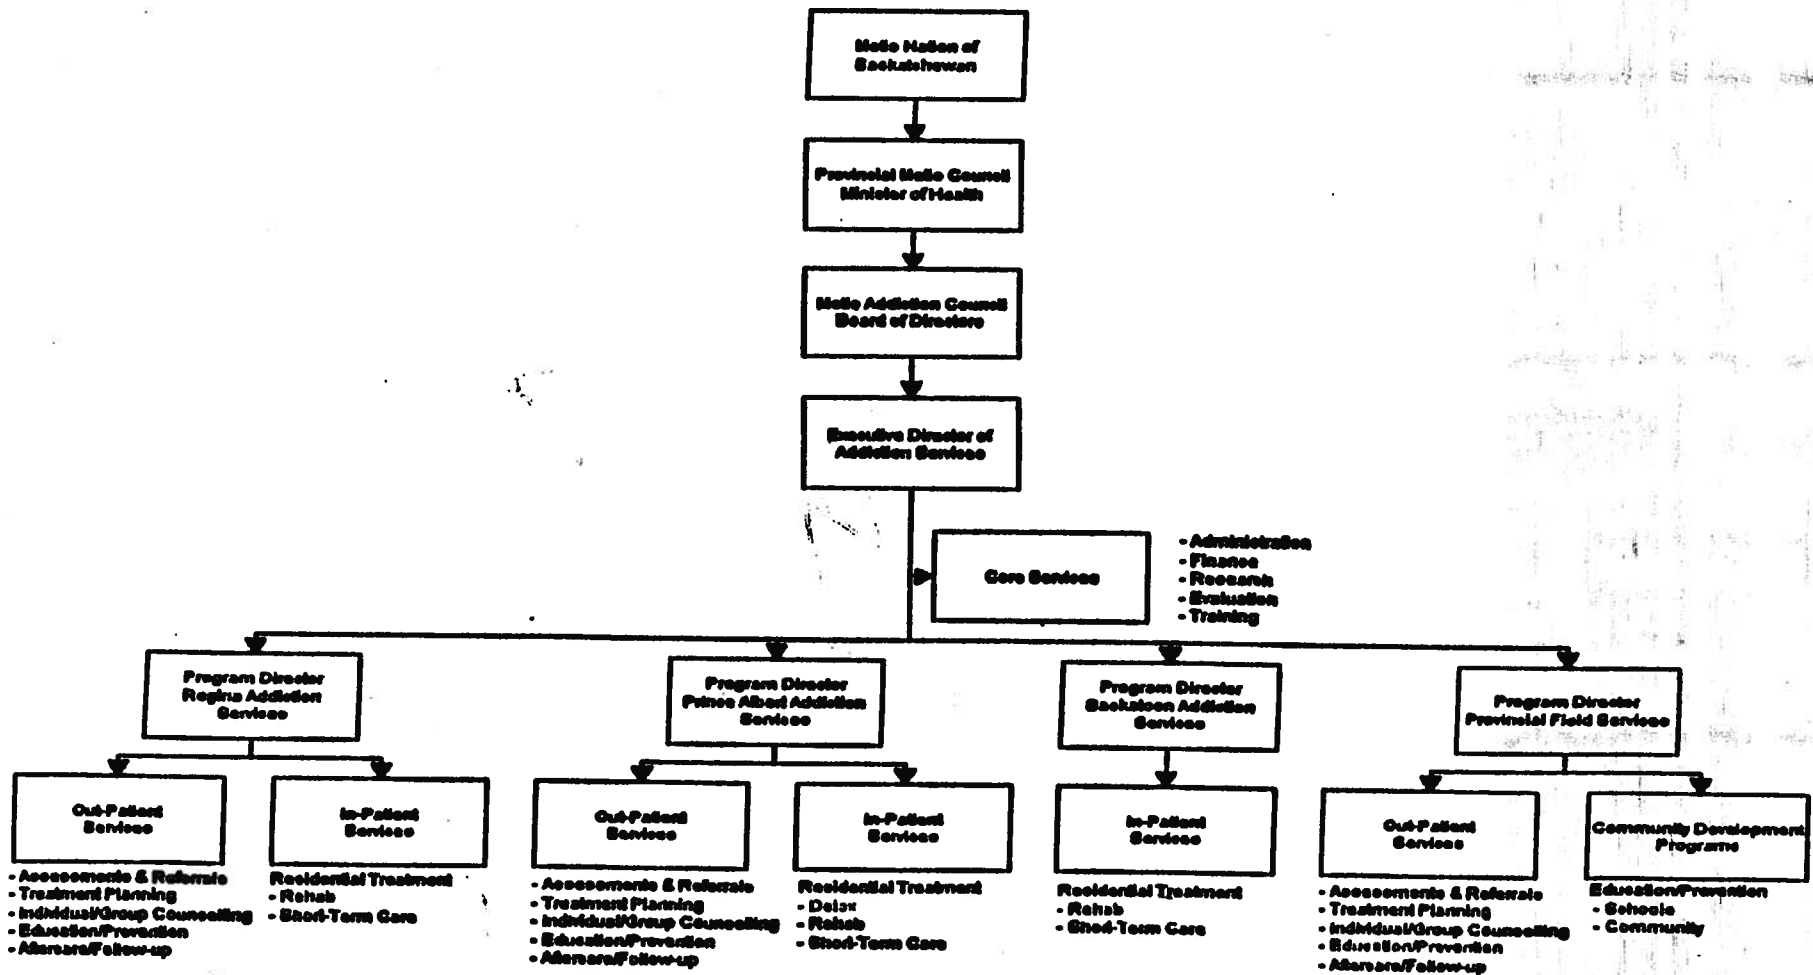 Metis Nation of
Saskatchewan
Provincial Metis Council
Minister of Health
Metis Addiction Council
Board of Directors
Executive Director of
Addiction Services
Core Services
- Administration
- Finance
- Research
- Evaluation
- Training
Program Director
Regina Addiction
Services
Program Director
Prince Albert Addiction
Services
Program Director
Saskatoon Addiction
Services
Program Director
Provincial Field Services
Out-Patient
Services
- Assessments & Referrals
- Treatment Planning
- Individual/Group Counselling
- Education/Prevention
- Aftercare/Follow-up
In-Patient
Services
Residential Treatment
- Rehab
- Short-Term Care
Out-Patient
Services
- Assessments & Referrals
- Treatment Planning
- Individual/Group Counselling
- Education/Prevention
- Aftercare/Follow-up
In-Patient
Services
Residential Treatment
- Detox
- Rehab
- Short-Term Care
In-Patient
Services
Residential Treatment
- Rehab
- Short-Term Care
Out-Patient
Services
- Assessments & Referrals
- Treatment Planning
- Individual/Group Counselling
- Education/Prevention
- Aftercare/Follow-up
Community Development
Programs
Education/Prevention
- Schools
- Community